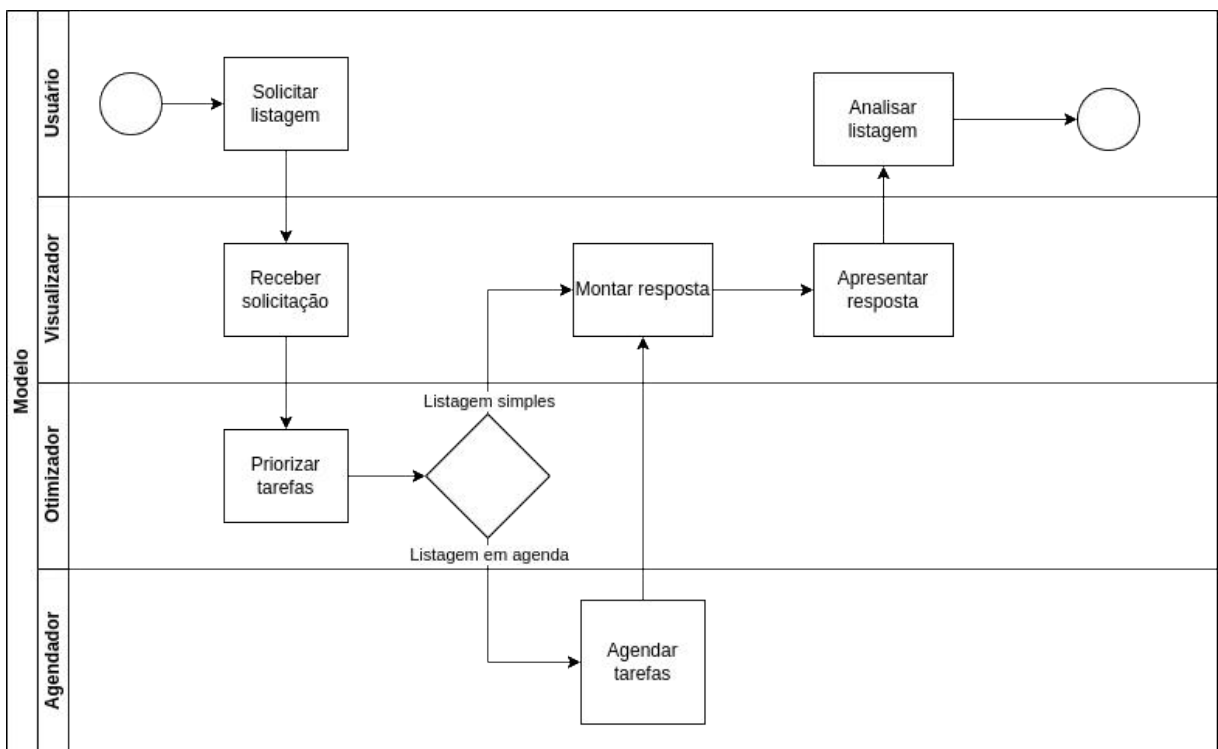 Modelo
Usuário
Solicitar
listagem
Analisar
listagem
Visualizador
Receber
solicitação
Montar resposta
Apresentar
resposta
Otimizador
Priorizar
tarefas
Listagem simples
Listagem em agenda
Agendador
Agendar
tarefas